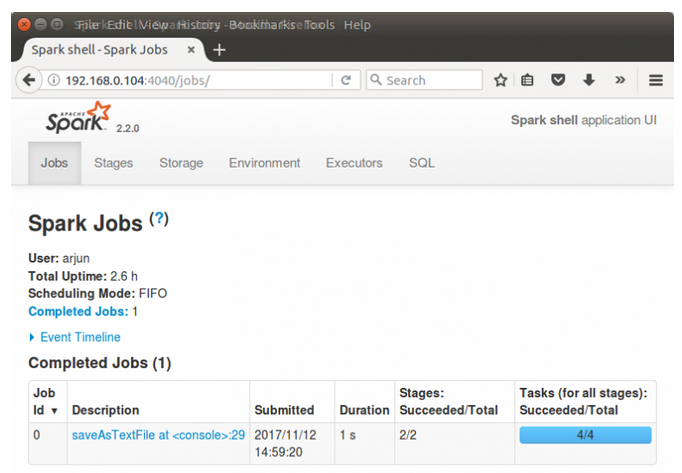 File Edit View History Bookmarks Tools Help
Spark shell - Spark Jobs × +
192.168.0.104:4040/jobs/ Search
APACHE
Spark 2.2.0 Spark shell application UI
Jobs Stages Storage Environment Executors SQL
Spark Jobs (?)
User: arjun
Total Uptime: 2.6 h
Scheduling Mode: FIFO
Completed Jobs: 1
Event Timeline
Completed Jobs (1)
Job Id ▾ Description Submitted Duration Stages: Succeeded/Total Tasks (for all stages): Succeeded/Total
0 saveAsTextFile at <console>:29 2017/11/12 14:59:20 1 s 2/2 4/4